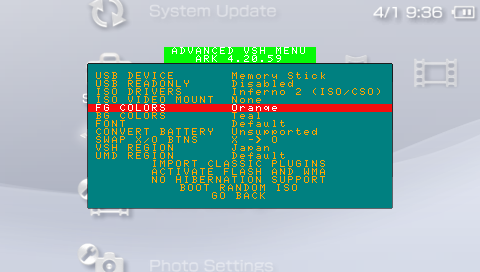 System Update
4/1 9:36
ADVANCED VSH MENU
ARK 4.20.59
USB DEVICE Memory Stick
USB READONLY Disabled
ISO DRIVERS Inferno 2 (ISO/CSO)
ISO VIDEO MOUNT None
FG COLORS Orange
BG COLORS Teal
FONT Default
CONVERT BATTERY Unsupported
SWAP X/O BTNS X -> O
VSH REGION Japan
UMD REGION Default
IMPORT CLASSIC PLUGINS
ACTIVATE FLASH AND WMA
NO HIBERNATION SUPPORT
BOOT RANDOM ISO
GO BACK
Photo Settings